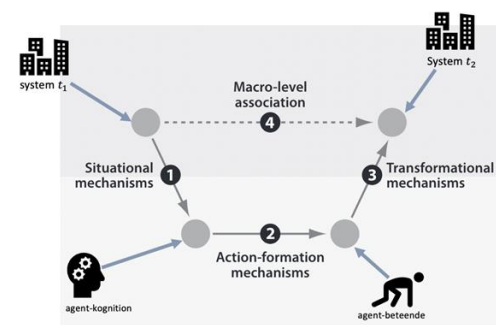 system t₁
System t₂
Macro-level
association
4
Situational
mechanisms
1
3
Transformational
mechanisms
2
Action-formation
mechanisms
agent-kognition
agent-beteende